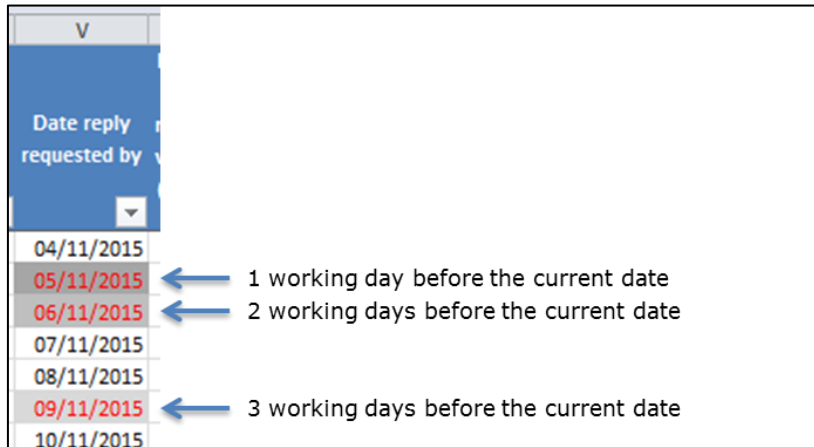 V
Date reply
requested by
04/11/2015
05/11/2015 1 working day before the current date
06/11/2015 2 working days before the current date
07/11/2015
08/11/2015
09/11/2015 3 working days before the current date
10/11/2015